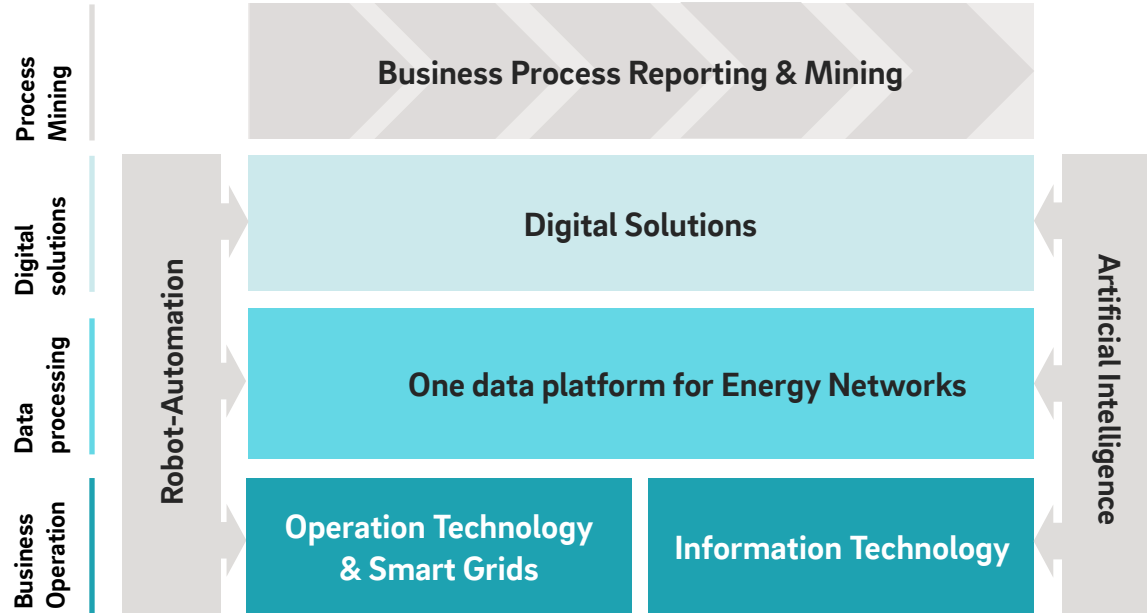 Process
Mining
Business Process Reporting & Mining
Digital
solutions
Digital Solutions
Robot-Automation
Artificial Intelligence
Data
processing
One data platform for Energy Networks
Business
Operation
Operation Technology
& Smart Grids
Information Technology